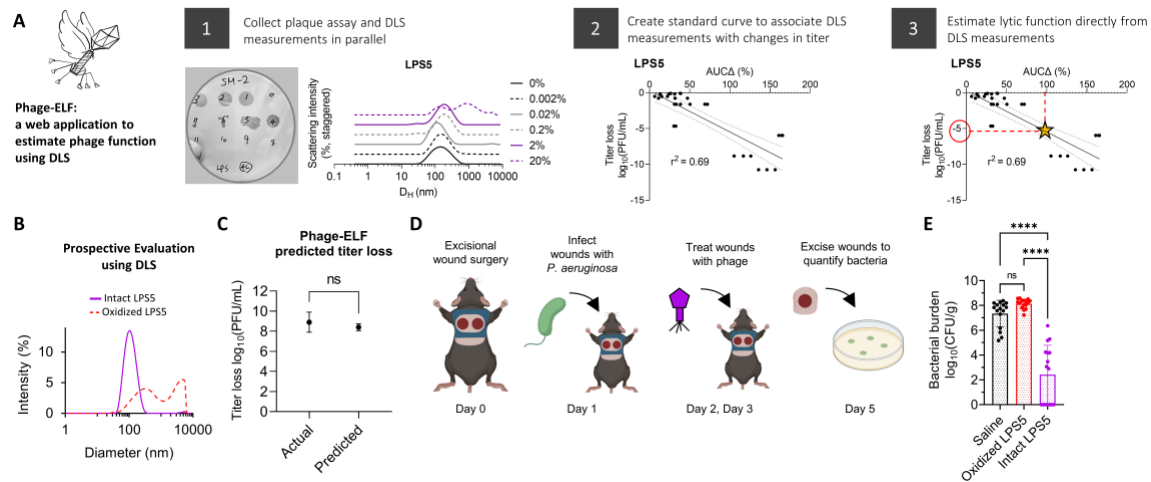 A
Phage-ELF:
a web application to
estimate phage function
using DLS
1
Collect plaque assay and DLS
measurements in parallel
SM-2
LPS
LPS5
Scattering intensity
(%, staggered)
0.1 1 10 100 1000 10000
D_H (nm)
0%
0.002%
0.02%
0.2%
2%
20%
2
Create standard curve to associate DLS
measurements with changes in titer
LPS5
AUCΔ (%)
0 50 100 150 200
0
-5
-10
-15
Titer loss
log₁₀(PFU/mL)
r² = 0.69
3
Estimate lytic function directly from
DLS measurements
LPS5
AUCΔ (%)
0 50 100 150 200
0
-5
-10
-15
Titer loss
log₁₀(PFU/mL)
r² = 0.69
B
Prospective Evaluation
using DLS
Intact LPS5
Oxidized LPS5
Intensity (%)
10
5
0
1 100 10000
Diameter (nm)
C
Phage-ELF
predicted titer loss
ns
Titer loss log₁₀(PFU/mL)
12
10
8
6
4
2
0
Actual
Predicted
D
Excisional
wound surgery
Day 0
Infect
wounds with
P. aeruginosa
Day 1
Treat wounds
with phage
Day 2, Day 3
Excise wounds to
quantify bacteria
Day 5
E
****
****
ns
Bacterial burden
log₁₀(CFU/g)
10
8
6
4
2
0
Saline
Oxidized LPS5
Intact LPS5